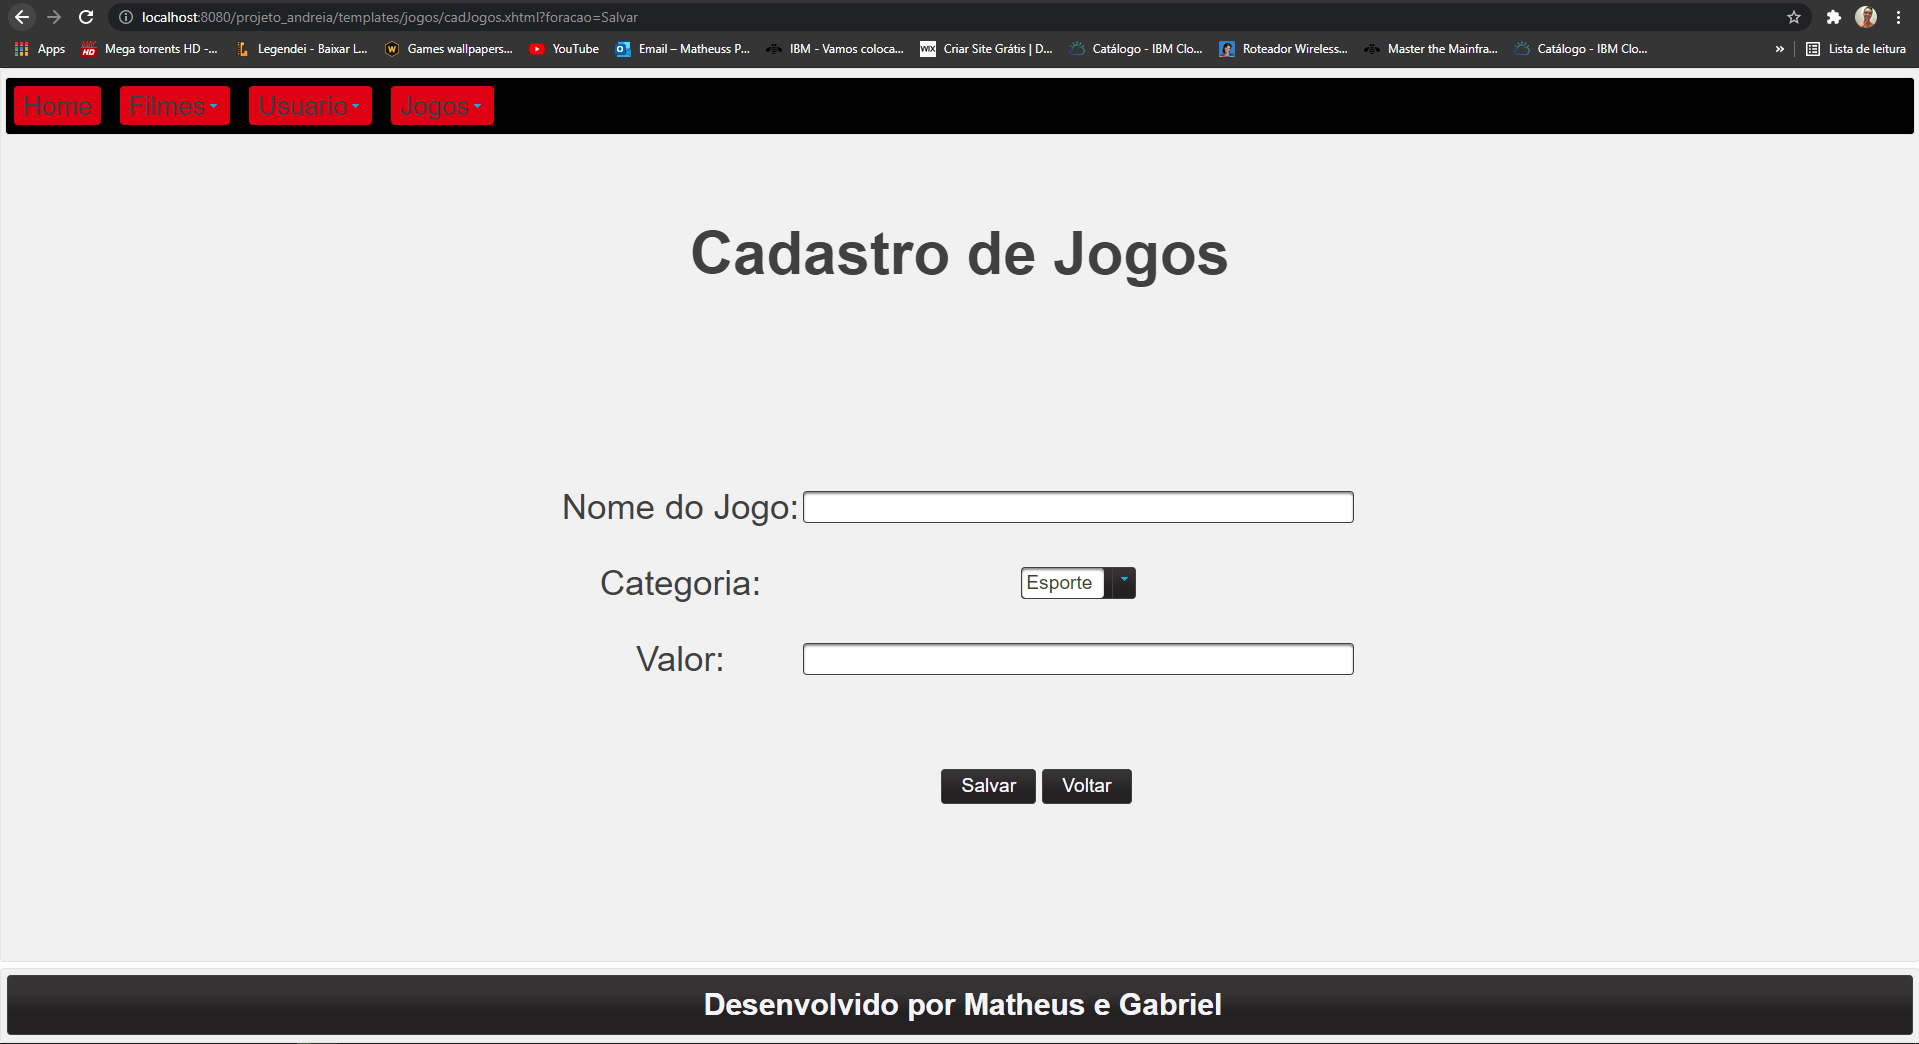 localhost:8080/projeto_andreia/templates/jogos/cadJogos.xhtml?foracao=Salvar
Apps HD Mega torrents HD -... Legendei - Baixar L... W Games wallpapers... YouTube Email – Matheuss P... IBM - Vamos coloca... WIX Criar Site Grátis | D... Catálogo - IBM Clo... Roteador Wireless... Master the Mainfra... Catálogo - IBM Clo... » Lista de leitura
Home Filmes Usuario Jogos
Cadastro de Jogos
Nome do Jogo:
Categoria: Esporte
Valor:
Salvar Voltar
Desenvolvido por Matheus e Gabriel